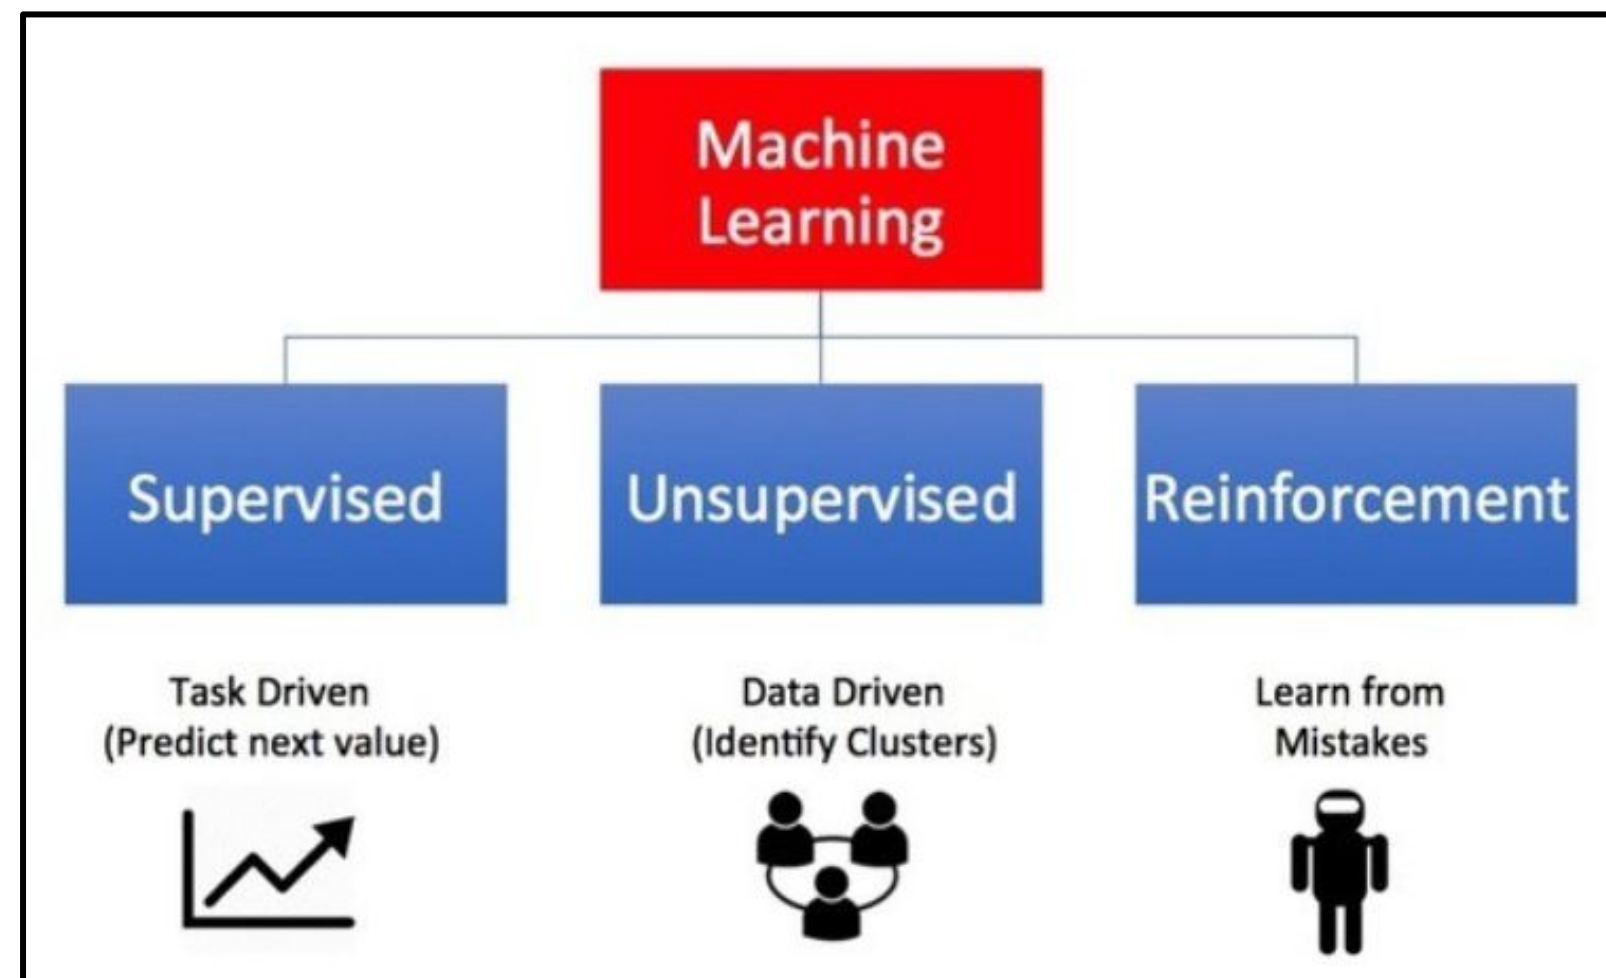 Machine
Learning
Supervised
Unsupervised
Reinforcement
Task Driven
(Predict next value)
Data Driven
(Identify Clusters)
Learn from
Mistakes